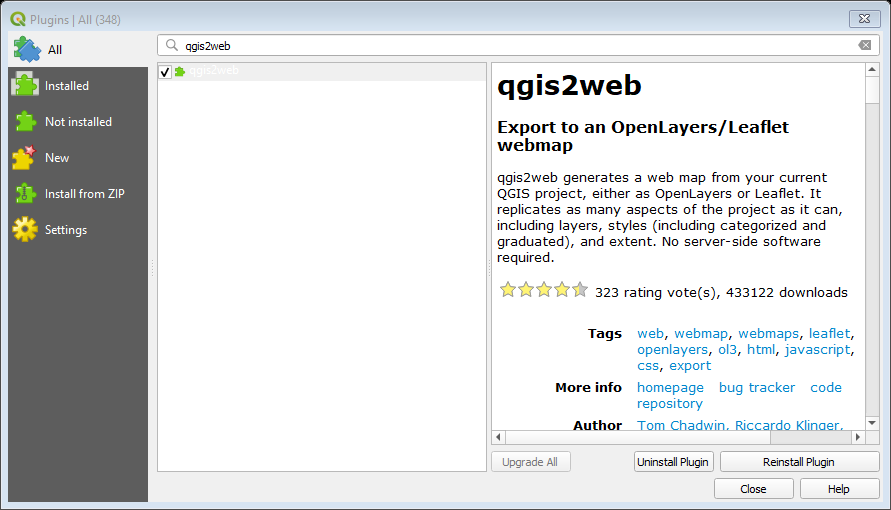 Plugins | All (348)
All
Installed
Not installed
New
Install from ZIP
Settings
qgis2web
qgis2web
qgis2web
Export to an OpenLayers/Leaflet
webmap
qgis2web generates a web map from your current
QGIS project, either as OpenLayers or Leaflet. It
replicates as many aspects of the project as it can,
including layers, styles (including categorized and
graduated), and extent. No server-side software
required.
323 rating vote(s), 433122 downloads
Tags web, webmap, webmaps, leaflet,
openlayers, ol3, html, javascript,
css, export
More info homepage bug tracker code
repository
Author Tom Chadwin, Riccardo Klinger,
Upgrade All Uninstall Plugin Reinstall Plugin
Close Help